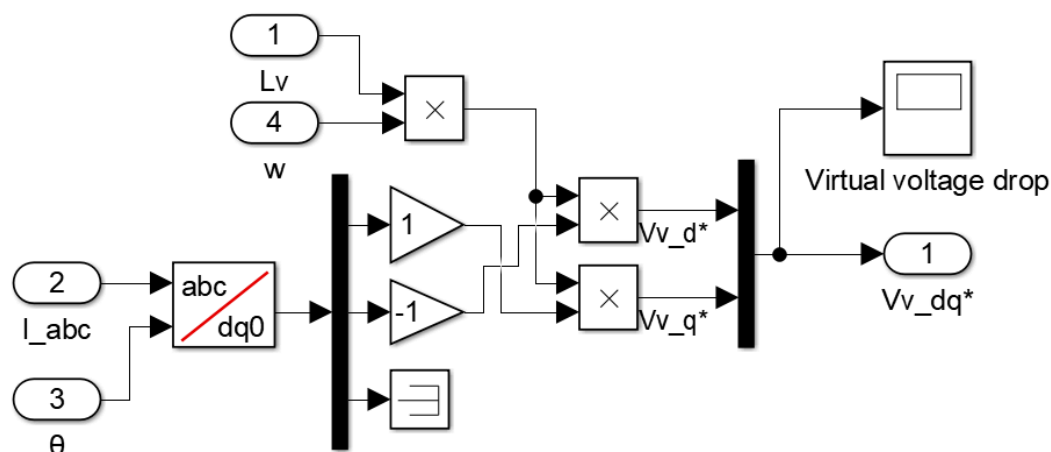 1
Lv
4
w
×
1
-1
×
Vv_d*
×
Vv_q*
Virtual voltage drop
1
Vv_dq*
2
I_abc
abc
dq0
3
θ